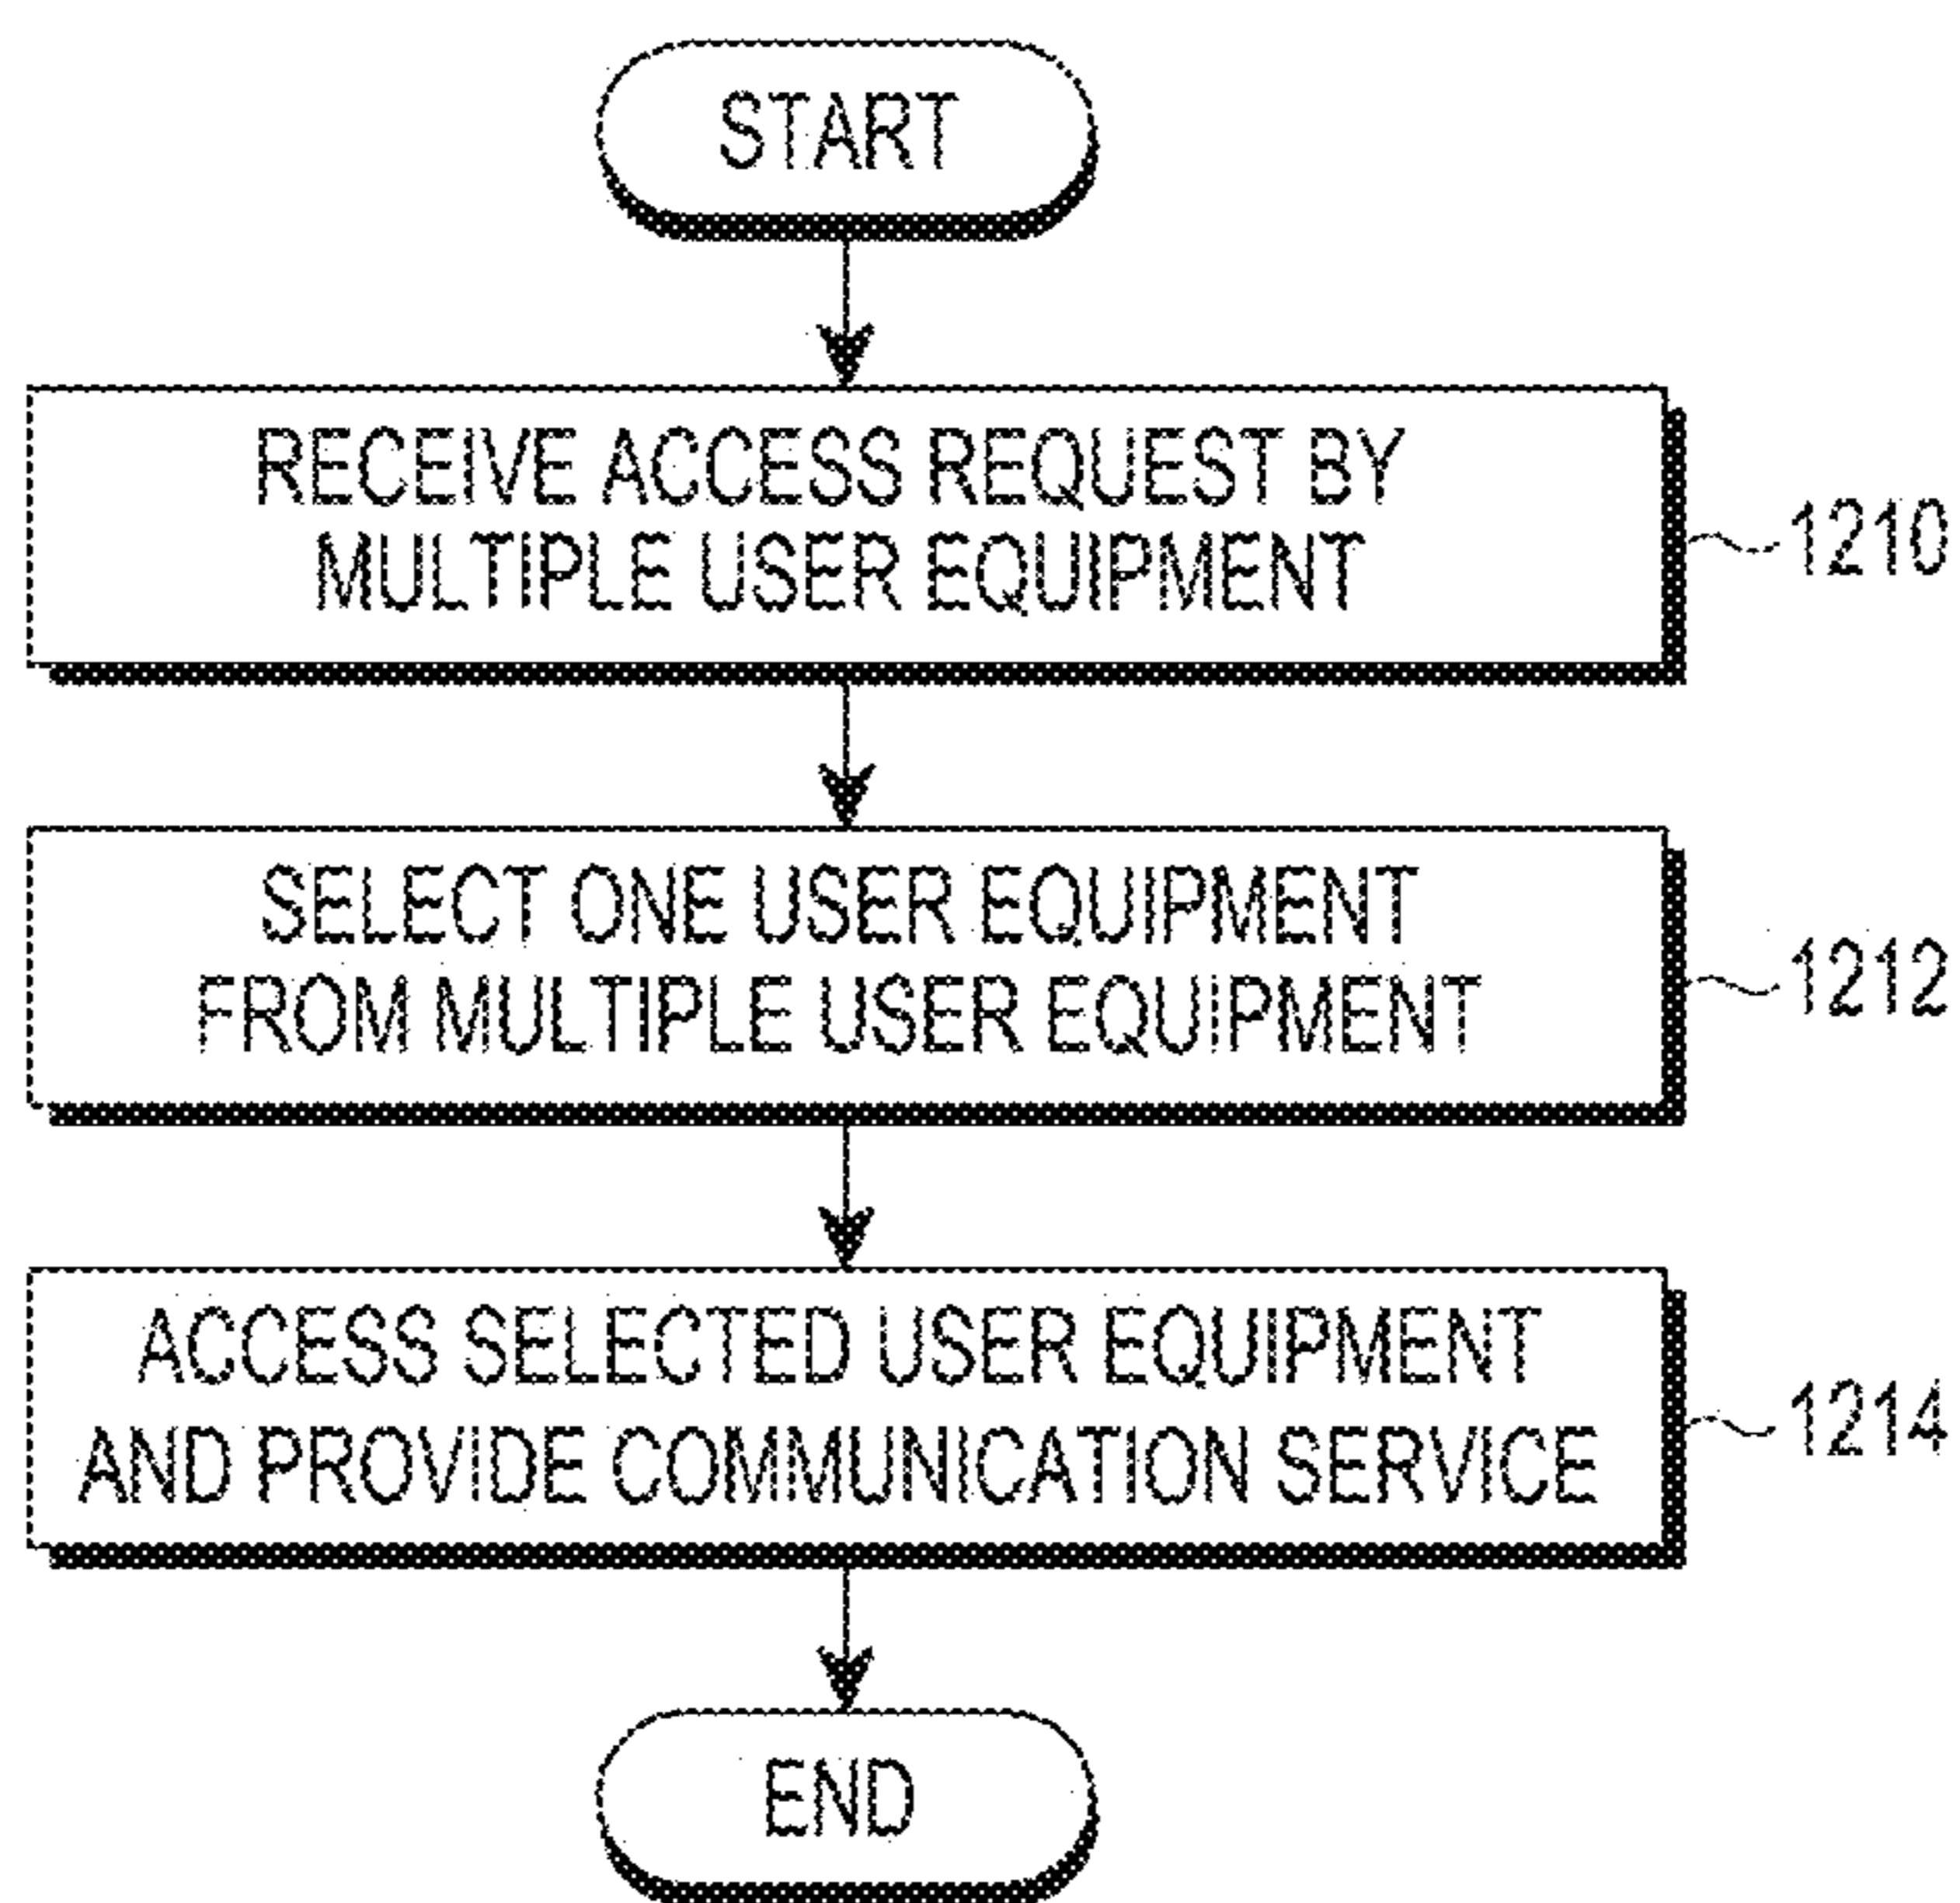 START
RECEIVE ACCESS REQUEST BY
MULTIPLE USER EQUIPMENT
1210
SELECT ONE USER EQUIPMENT
FROM MULTIPLE USER EQUIPMENT
1212
ACCESS SELECTED USER EQUIPMENT
AND PROVIDE COMMUNICATION SERVICE
1214
END